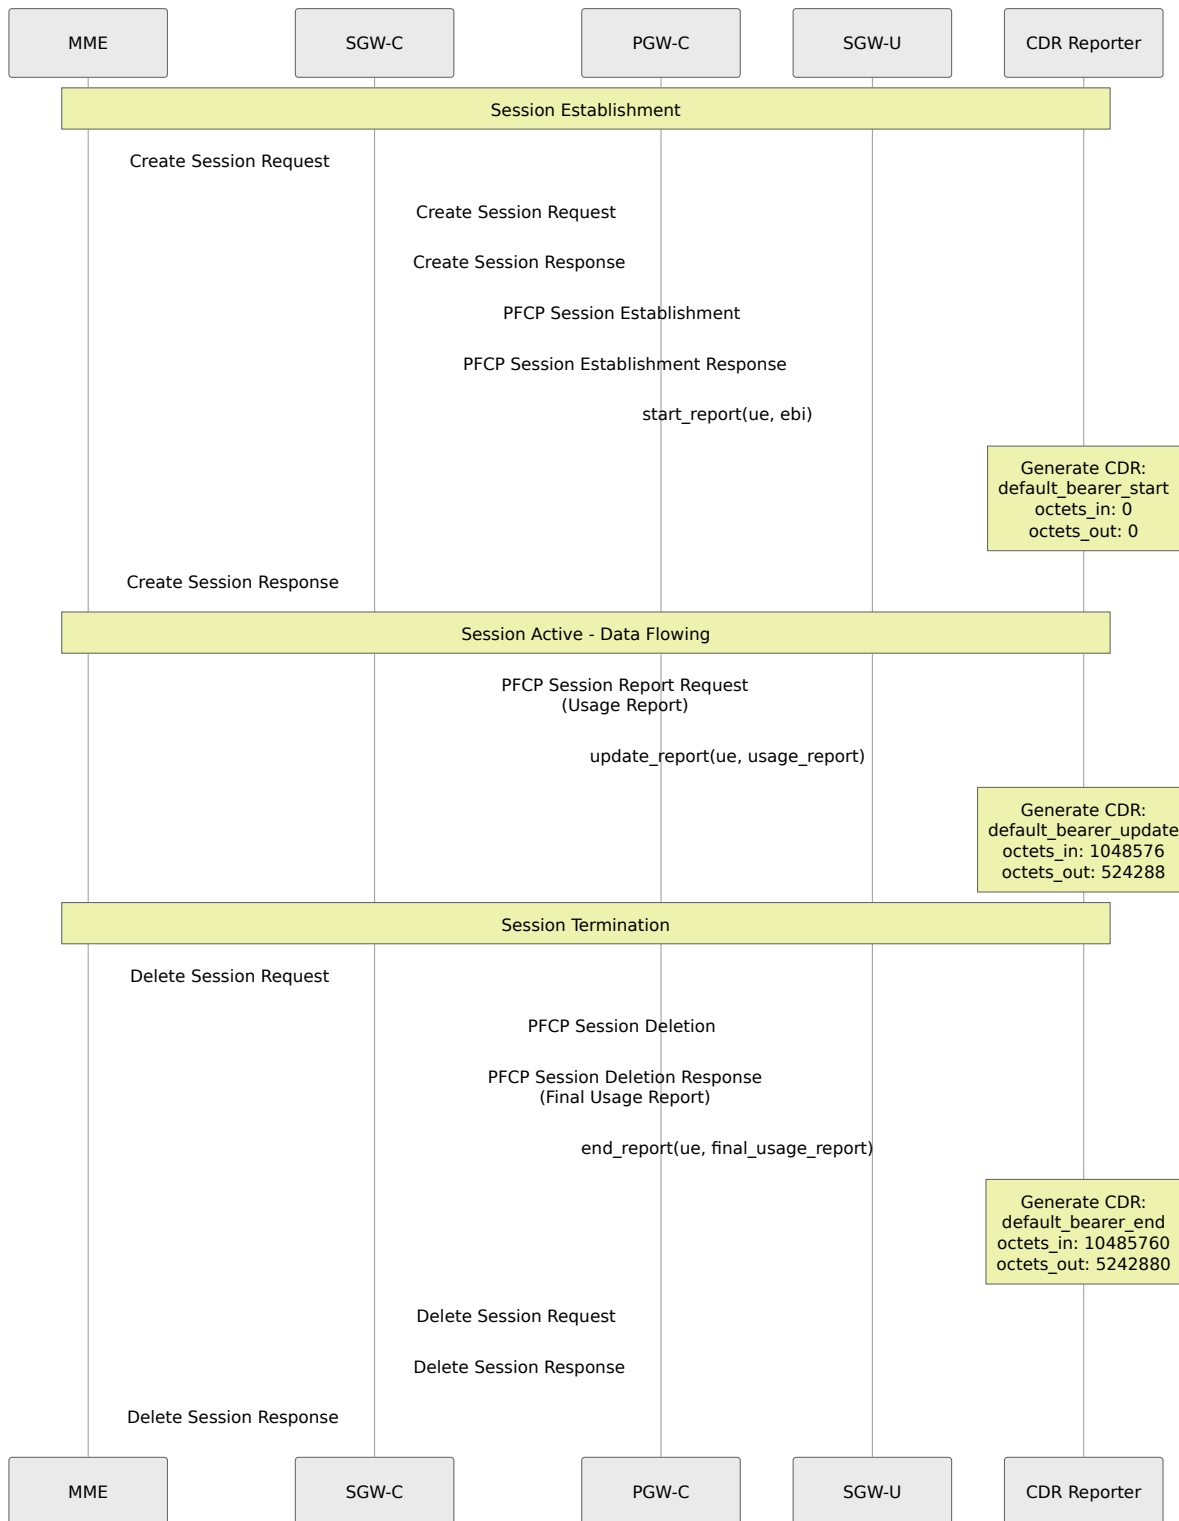 MME
SGW-C
PGW-C
SGW-U
CDR Reporter
Session Establishment
Create Session Request
Create Session Request
Create Session Response
PFCP Session Establishment
PFCP Session Establishment Response
start_report(ue, ebi)
Generate CDR:
default_bearer_start
octets_in: 0
octets_out: 0
Create Session Response
Session Active - Data Flowing
PFCP Session Report Request
(Usage Report)
update_report(ue, usage_report)
Generate CDR:
default_bearer_update
octets_in: 1048576
octets_out: 524288
Session Termination
Delete Session Request
PFCP Session Deletion
PFCP Session Deletion Response
(Final Usage Report)
end_report(ue, final_usage_report)
Generate CDR:
default_bearer_end
octets_in: 10485760
octets_out: 5242880
Delete Session Request
Delete Session Response
Delete Session Response
MME
SGW-C
PGW-C
SGW-U
CDR Reporter